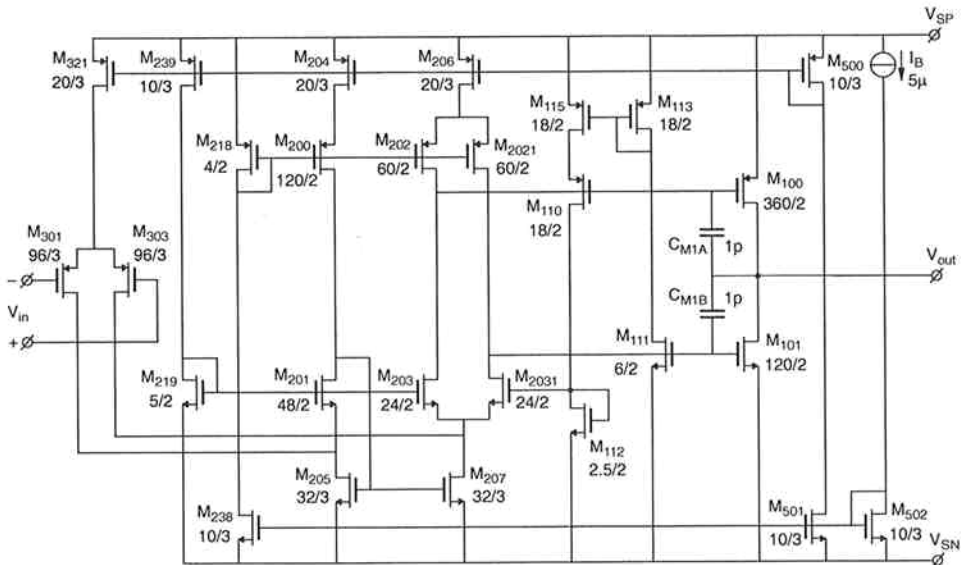 V_SP
M_321
20/3
M_239
10/3
M_204
20/3
M_206
20/3
M_500
10/3
I_B
5μ
M_115
18/2
M_113
18/2
M_218
4/2
M_200
120/2
M_202
60/2
M_2021
60/2
M_110
18/2
M_100
360/2
M_301
96/3
M_303
96/3
C_M1A
1p
V_out
−
V_in
+
C_M1B
1p
M_111
6/2
M_101
120/2
M_219
5/2
M_201
48/2
M_203
24/2
M_2031
24/2
M_112
2.5/2
M_205
32/3
M_207
32/3
M_238
10/3
M_501
10/3
M_502
10/3
V_SN